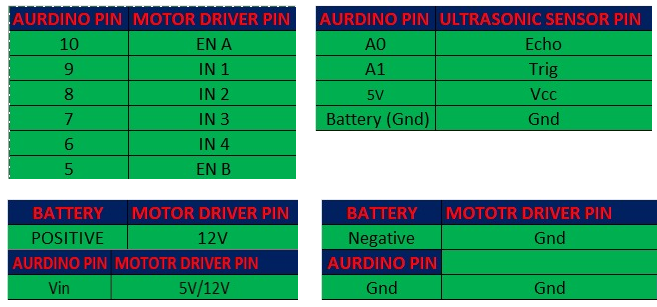 AURDINO PIN MOTOR DRIVER PIN
10 EN A
9 IN 1
8 IN 2
7 IN 3
6 IN 4
5 EN B
AURDINO PIN ULTRASONIC SENSOR PIN
A0 Echo
A1 Trig
5V Vcc
Battery (Gnd) Gnd
BATTERY MOTOR DRIVER PIN
POSITIVE 12V
AURDINO PIN MOTOTR DRIVER PIN
Vin 5V/12V
BATTERY MOTOTR DRIVER PIN
Negative Gnd
AURDINO PIN
Gnd Gnd